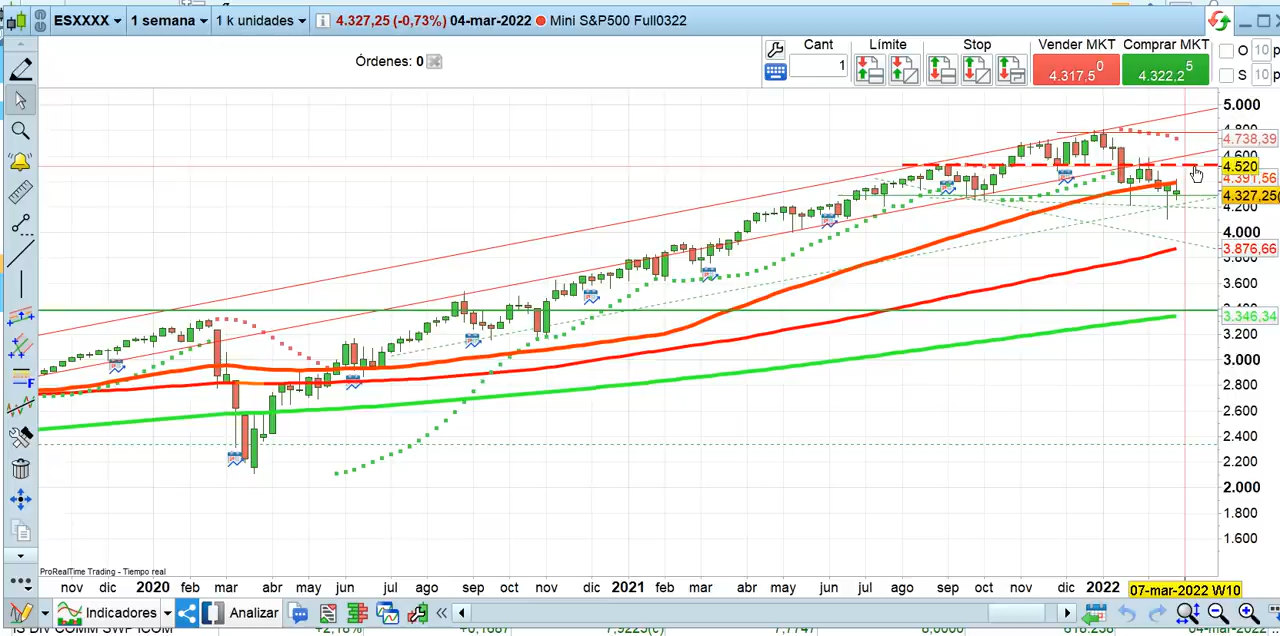 ESXXXX 1 semana 1 k unidades 4.327,25 (-0,73%) 04-mar-2022 Mini S&P500 Full0322
Órdenes: 0
Cant Límite Stop Vender MKT Comprar MKT
1 4.317,5 0 4.322,2 5
O 10 p
S 10 p
5.000
4.738,39
4.600
4.520
4.391,56
4.327,25(
4.200
4.000
3.876,66
3.600
3.346,34
3.200
3.000
2.800
2.600
2.400
2.200
2.000
1.800
1.600
ProRealTime Trading - Tiempo real
nov dic 2020 feb mar abr may jun jul ago sep oct nov dic 2021 feb mar abr may jun jul ago sep oct nov dic 2022 07-mar-2022 W10
Indicadores Analizar